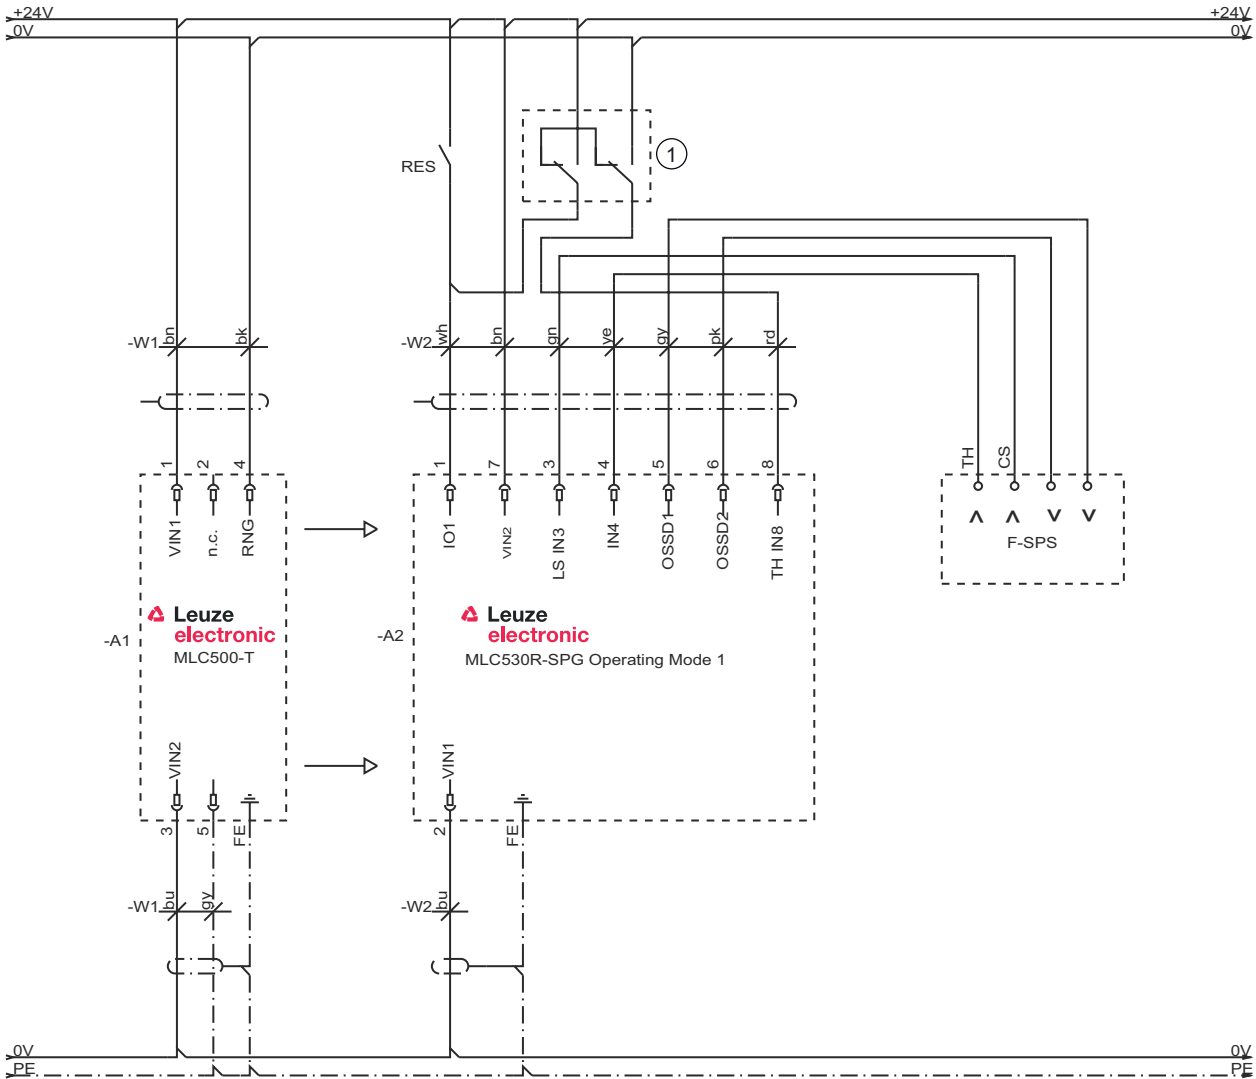 +24V +24V
0V 0V
RES
1
-W1 bn bk
-W2 wh bn gn ye gy pk rd
TH CS
1 2 4
1 7 3 4 5 6 8
VIN1 n.c. RNG
IO1 VIN2 LS IN3 IN4 OSSD1 OSSD2 TH IN8
F-SPS
Leuze
electronic
MLC500-T
-A1
Leuze
electronic
MLC530R-SPG Operating Mode 1
-A2
VIN2
VIN1
3 5 FE
2 FE
-W1 bu gy
-W2 bu
0V 0V
PE PE